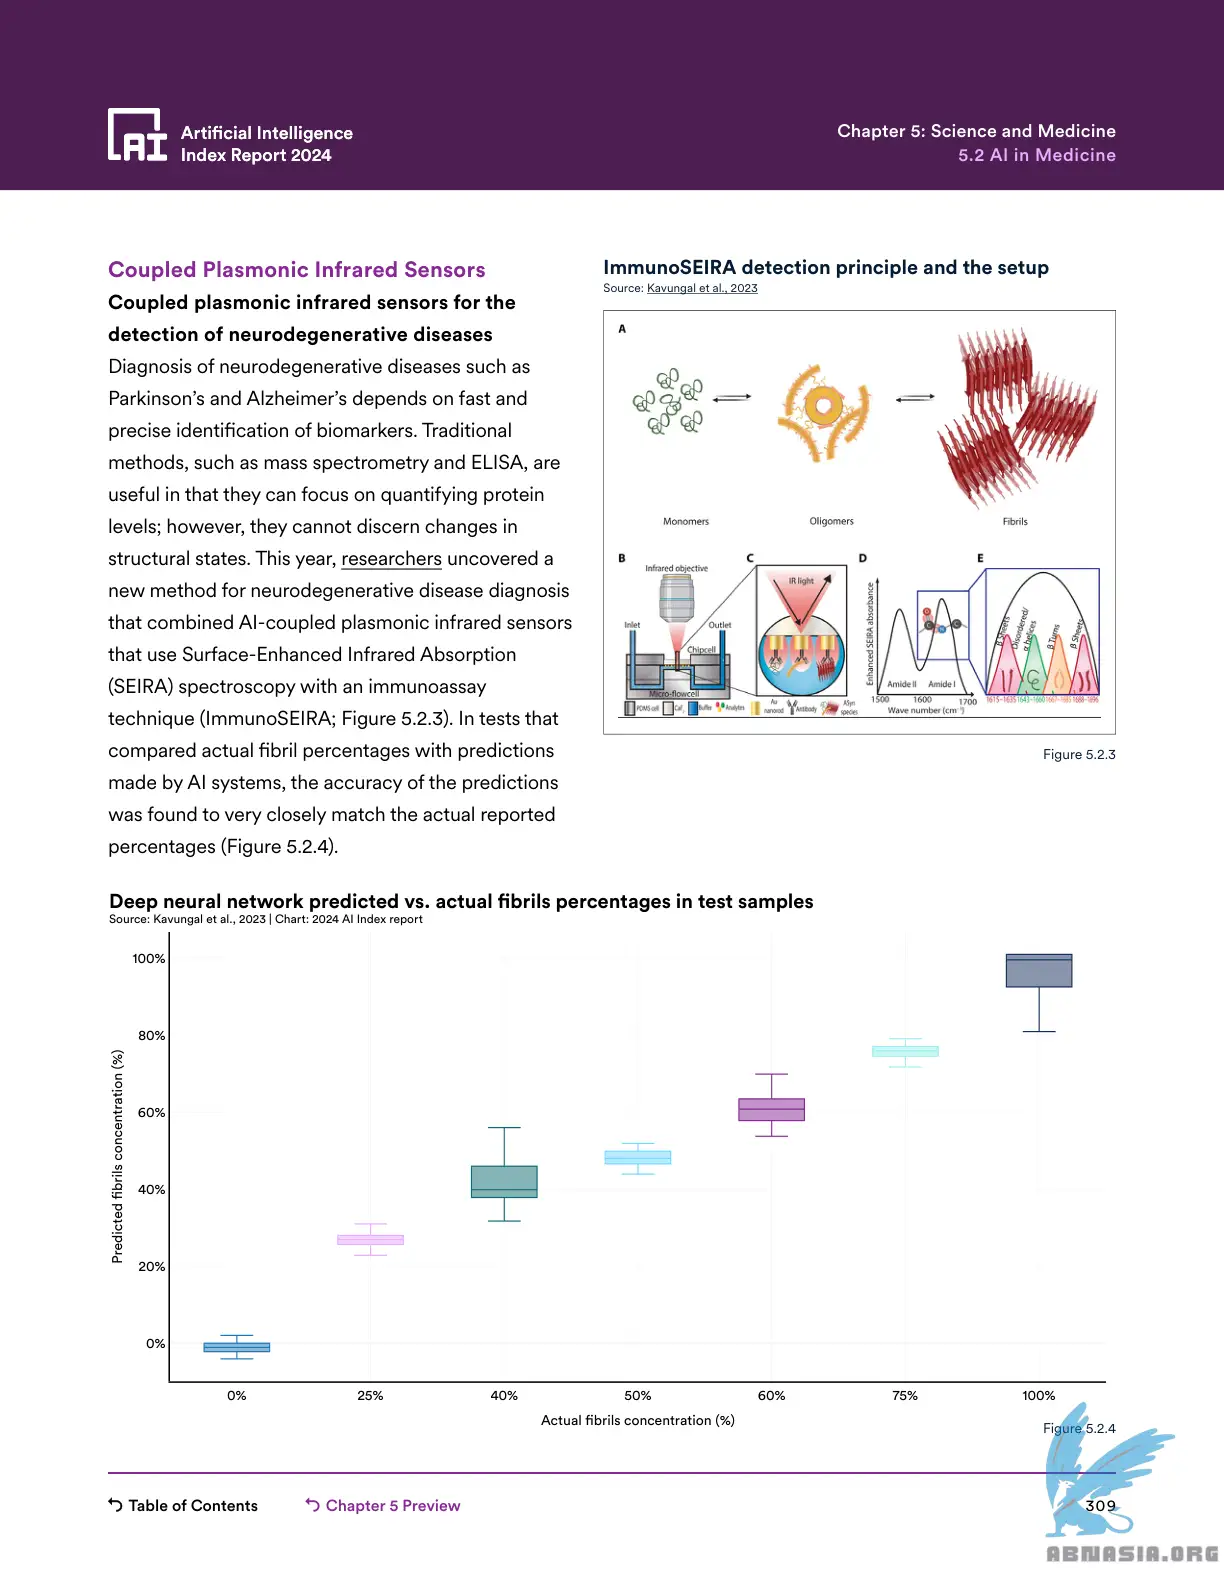 Artificial Intelligence
Index Report 2024
Chapter 5: Science and Medicine
5.2 AI in Medicine
Coupled Plasmonic Infrared Sensors
Coupled plasmonic infrared sensors for the
detection of neurodegenerative diseases
Diagnosis of neurodegenerative diseases such as
Parkinson’s and Alzheimer’s depends on fast and
precise identification of biomarkers. Traditional
methods, such as mass spectrometry and ELISA, are
useful in that they can focus on quantifying protein
levels; however, they cannot discern changes in
structural states. This year, researchers uncovered a
new method for neurodegenerative disease diagnosis
that combined AI-coupled plasmonic infrared sensors
that use Surface-Enhanced Infrared Absorption
(SEIRA) spectroscopy with an immunoassay
technique (ImmunoSEIRA; Figure 5.2.3). In tests that
compared actual fibril percentages with predictions
made by AI systems, the accuracy of the predictions
was found to very closely match the actual reported
percentages (Figure 5.2.4).
ImmunoSEIRA detection principle and the setup
Source: Kavungal et al., 2023
A
Monomers
Oligomers
Fibrils
B
Infrared objective
Inlet
Outlet
Chipcell
Micro-flowcell
PDMS cell
CaF2
Buffer
Analytes
C
IR light
Au
nanorod
Antibody
ASyn
species
D
Enhanced SEIRA absorbance
Amide II
Amide I
1500
1600
1700
Wave number (cm⁻¹)
E
β Sheets
Disordered/
α helices
β Turns
β Sheets
1615-1635
1643-1660
1667-1685
1688-1696
Figure 5.2.3
Deep neural network predicted vs. actual fibrils percentages in test samples
Source: Kavungal et al., 2023 | Chart: 2024 AI Index report
Predicted fibrils concentration (%)
100%
80%
60%
40%
20%
0%
0%
25%
40%
50%
60%
75%
100%
Actual fibrils concentration (%)
Figure 5.2.4
Table of Contents
Chapter 5 Preview
309
ABNASIA.ORG